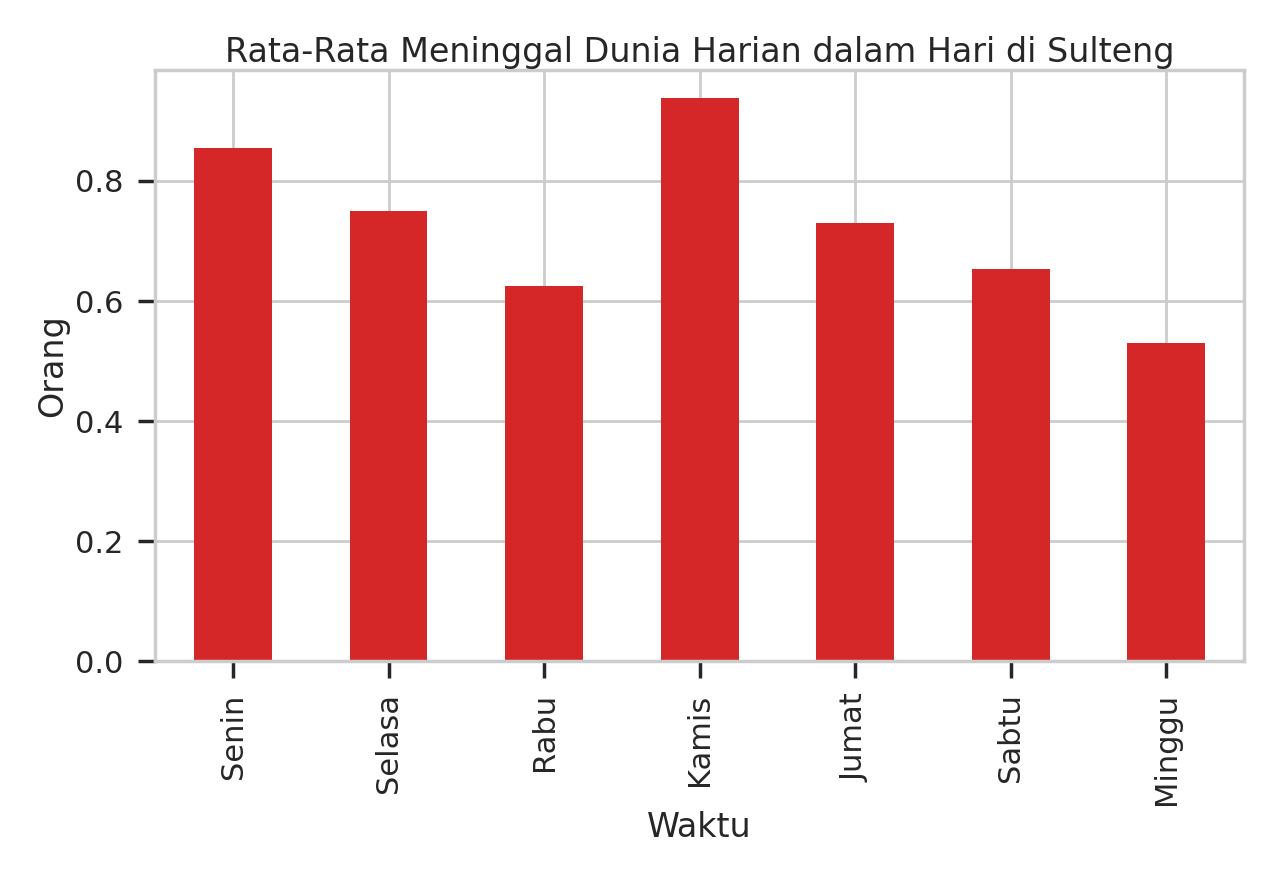 Rata-Rata Meninggal Dunia Harian dalam Hari di Sulteng
Orang
0.8
0.6
0.4
0.2
0.0
Senin
Selasa
Rabu
Kamis
Jumat
Sabtu
Minggu
Waktu